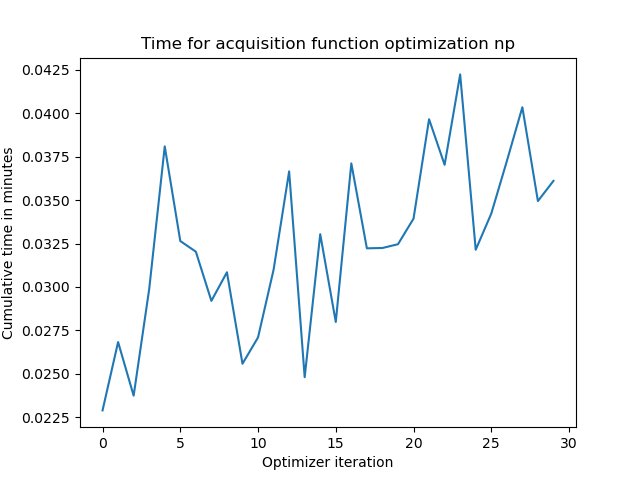 Time for acquisition function optimization np
Cumulative time in minutes
0.0425
0.0400
0.0375
0.0350
0.0325
0.0300
0.0275
0.0250
0.0225
0 5 10 15 20 25 30
Optimizer iteration